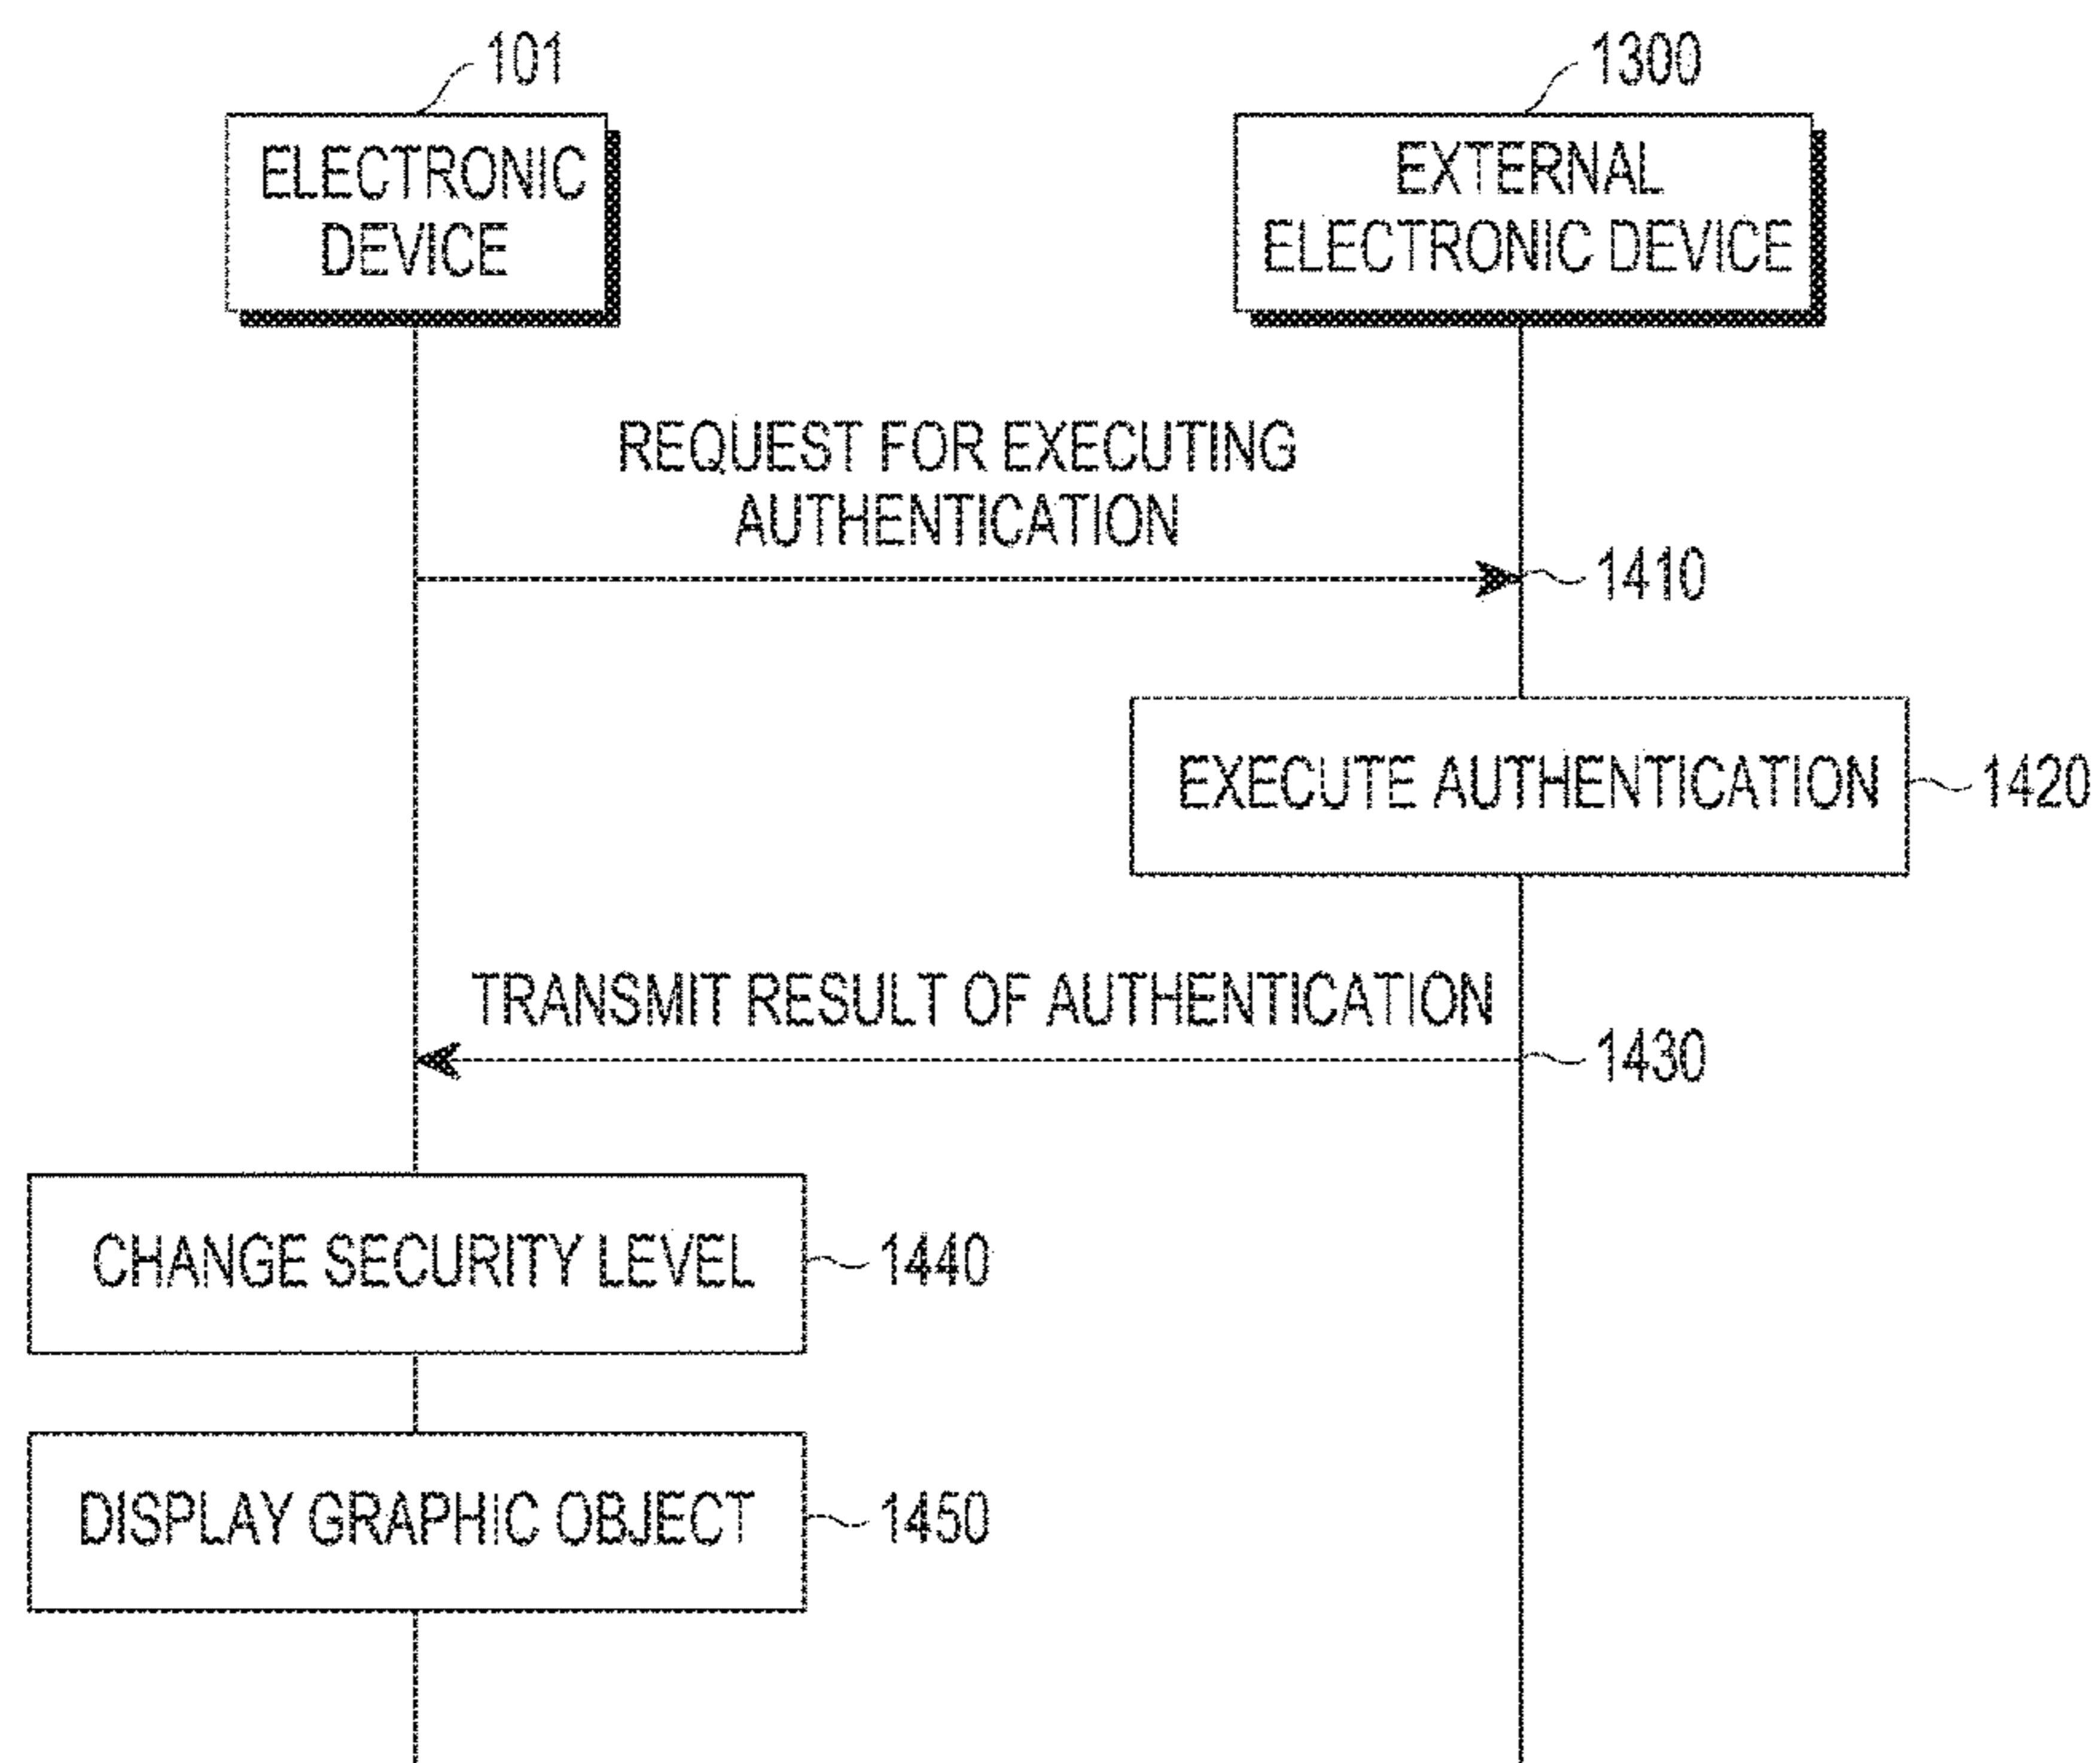 101
ELECTRONIC
DEVICE
1300
EXTERNAL
ELECTRONIC DEVICE
REQUEST FOR EXECUTING
AUTHENTICATION
1410
EXECUTE AUTHENTICATION
1420
TRANSMIT RESULT OF AUTHENTICATION
1430
CHANGE SECURITY LEVEL
1440
DISPLAY GRAPHIC OBJECT
1450